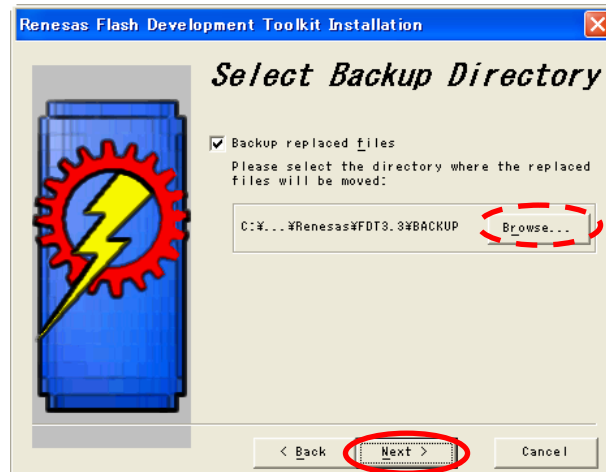 Renesas Flash Development Toolkit Installation
Select Backup Directory
Backup replaced files
Please select the directory where the replaced
files will be moved:
C:¥...¥Renesas¥FDT3.3¥BACKUP
Browse...
< Back
Next >
Cancel